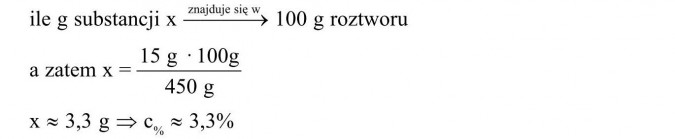 ile g substancji x znajduje się w → 100 g roztworu
a zatem x = 15 g · 100g / 450 g
x ≈ 3,3 g ⇒ c% ≈ 3,3%